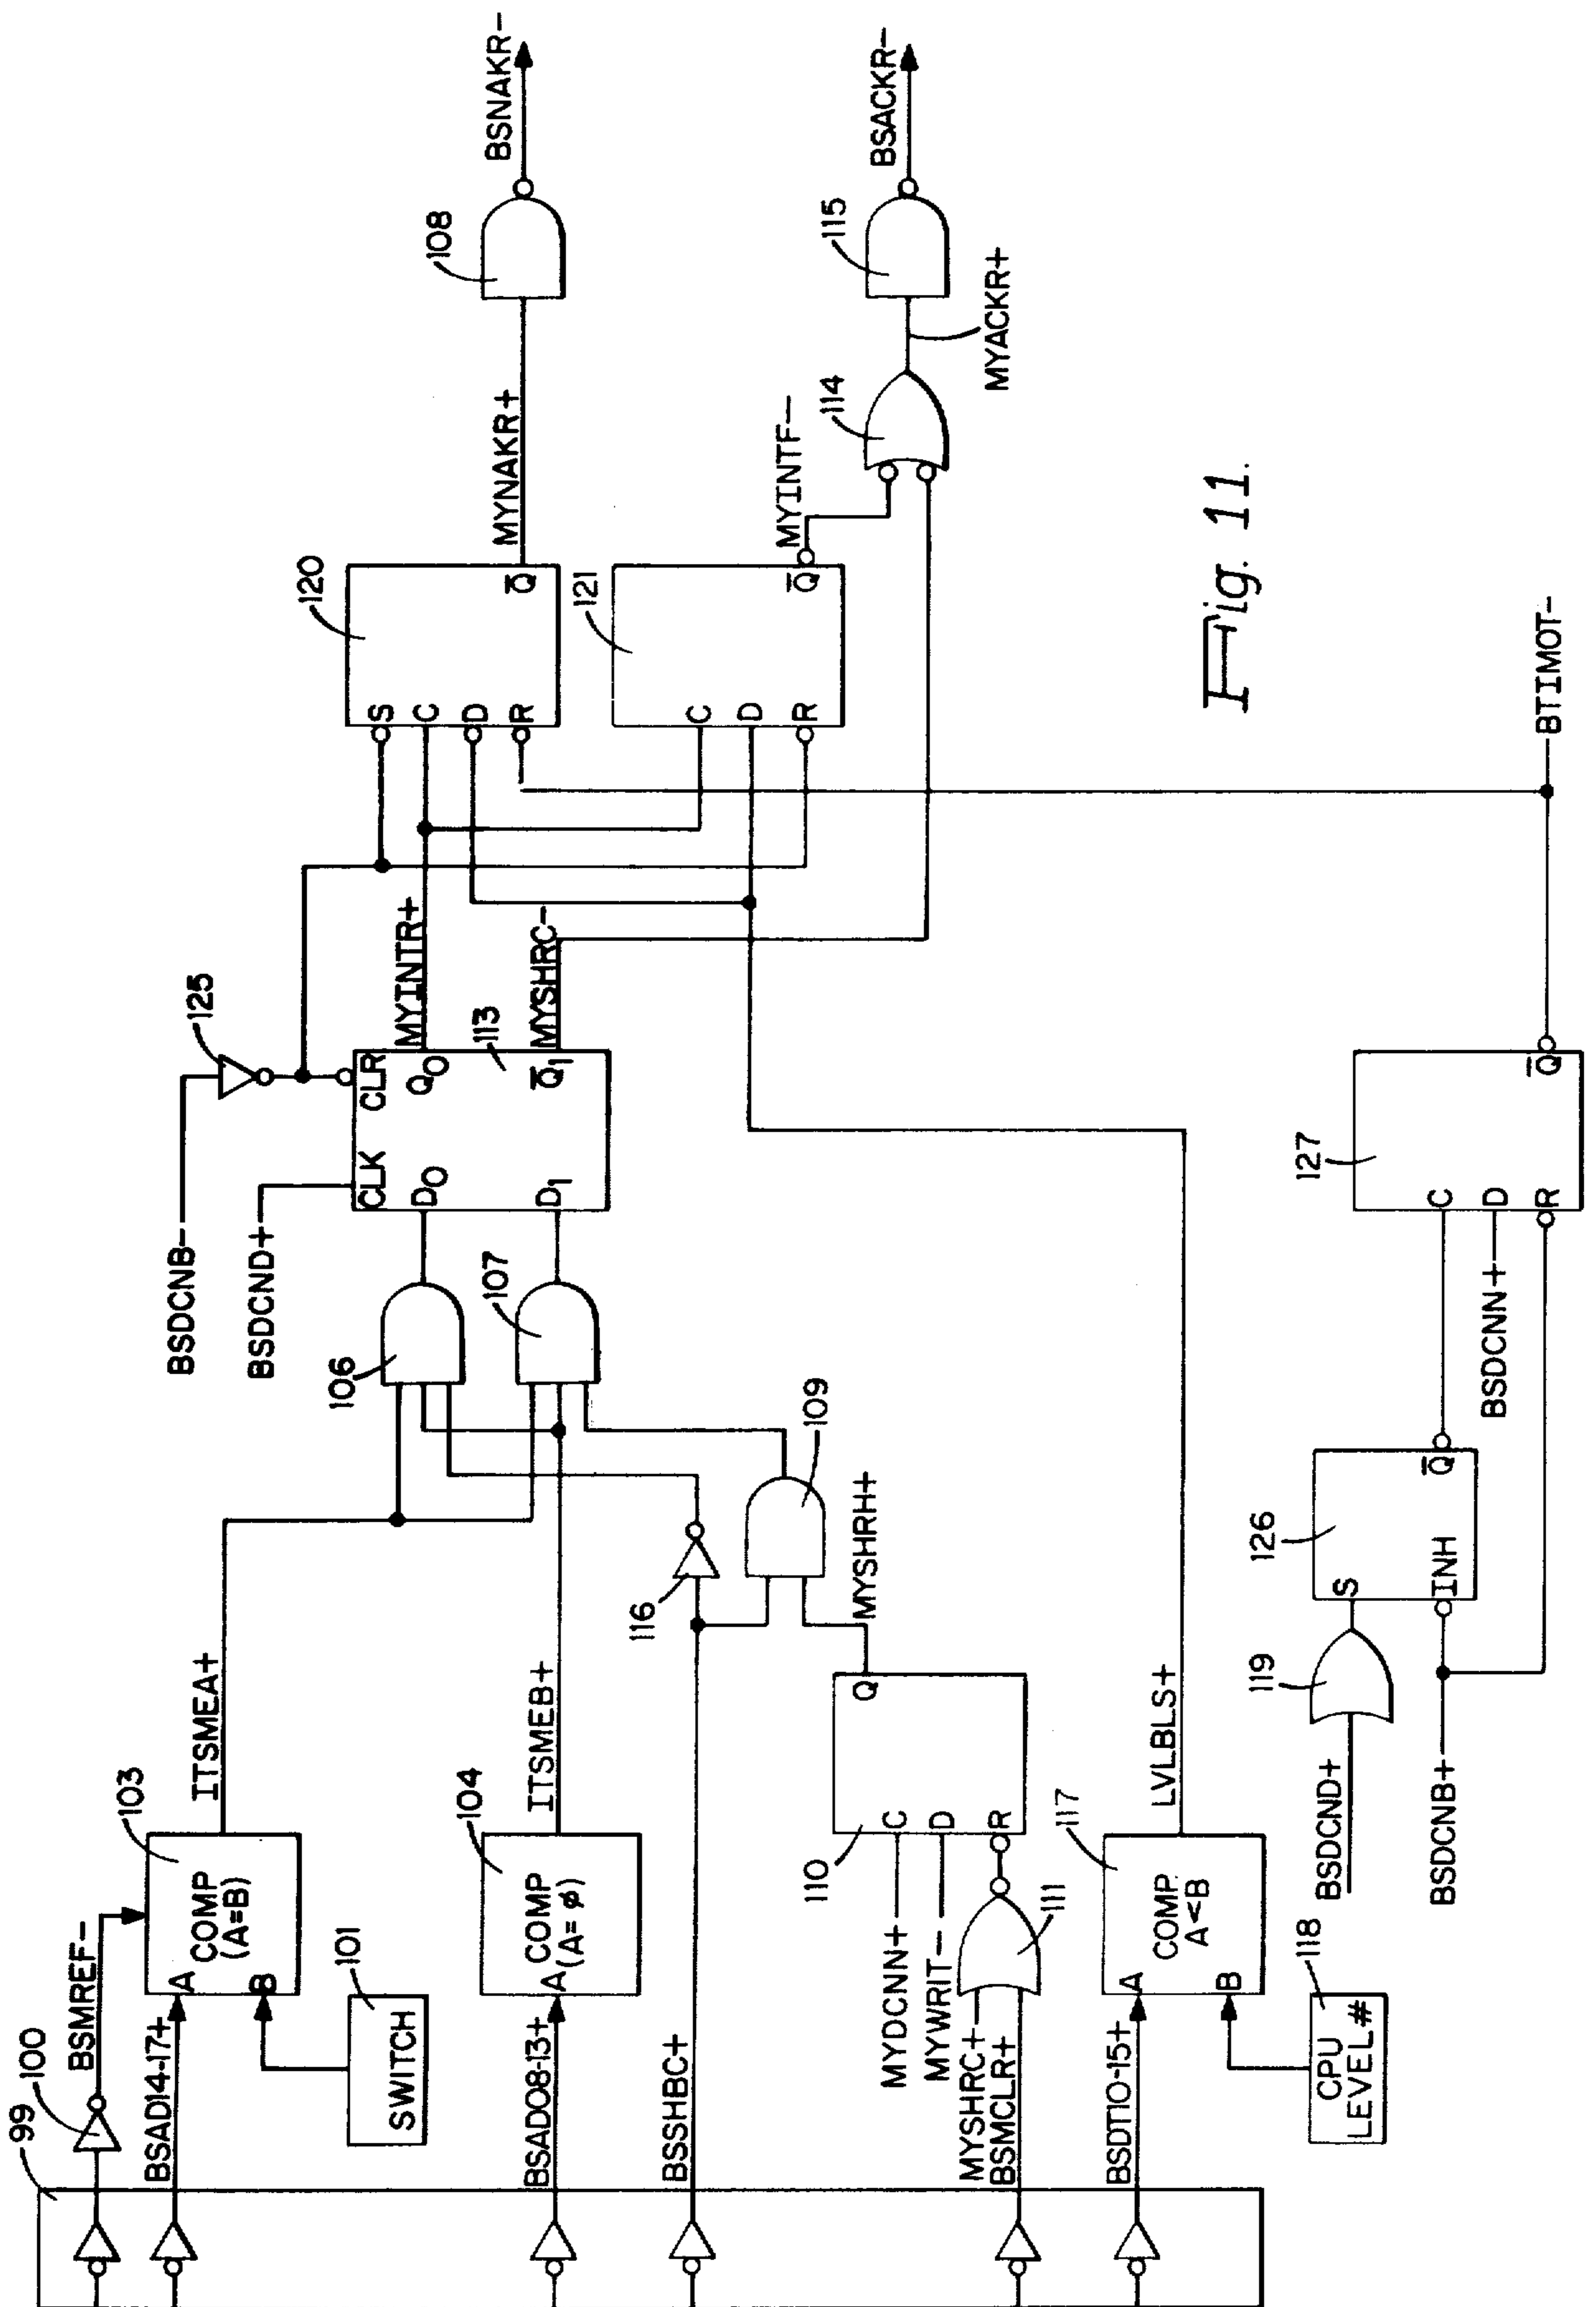 99
100
BSMREF-
BSAD14-17+
A
B
COMP
(A=B)
103
ITSMEA+
101
SWITCH
BSAD08-13+
A
COMP
(A=ϕ)
104
ITSMEB+
BSSHBC+
116
109
MYSHRH+
MYDCNN+
MYWRIT-
C
D
R
Q
110
MYSHRC+
BSMCLR+
111
BSDT10-15+
A
B
COMP.
A<B
117
LVLBLS+
118
CPU
LEVEL#
106
107
BSDCNB-
125
BSDCND+
CLK
CLR
D0
D1
Q0
Q̅1
113
MYINTR+
MYSHRC-
S
C
D
R
Q̅
120
MYNAKR+
108
BSNAKR-
C
D
R
Q̅
121
MYINTF-
114
MYACKR+
115
BSACKR-
BSDCND+
119
BSDCNB+
S
INH
Q̅
126
BSDCNN+
C
D
R
Q̅
127
BTIMOT-
Fig. 11.